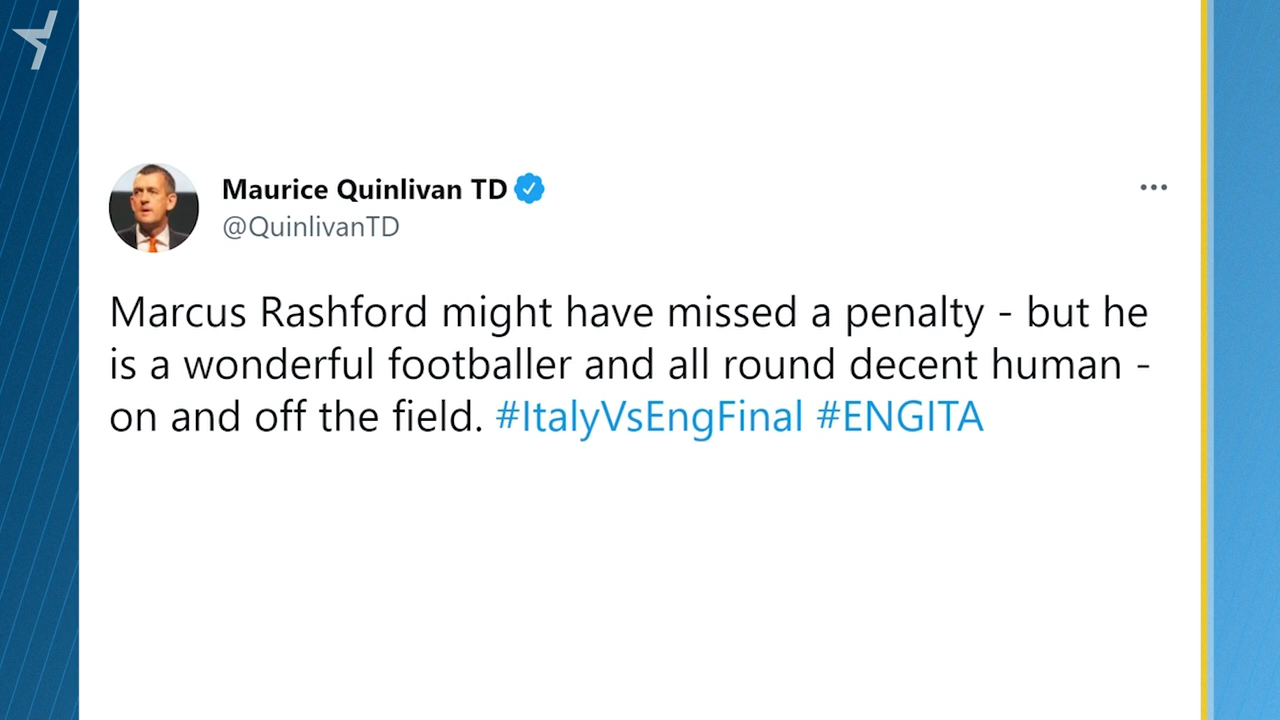 Maurice Quinlivan TD
@QuinlivanTD
Marcus Rashford might have missed a penalty - but he
is a wonderful footballer and all round decent human -
on and off the field. #ItalyVsEngFinal #ENGITA